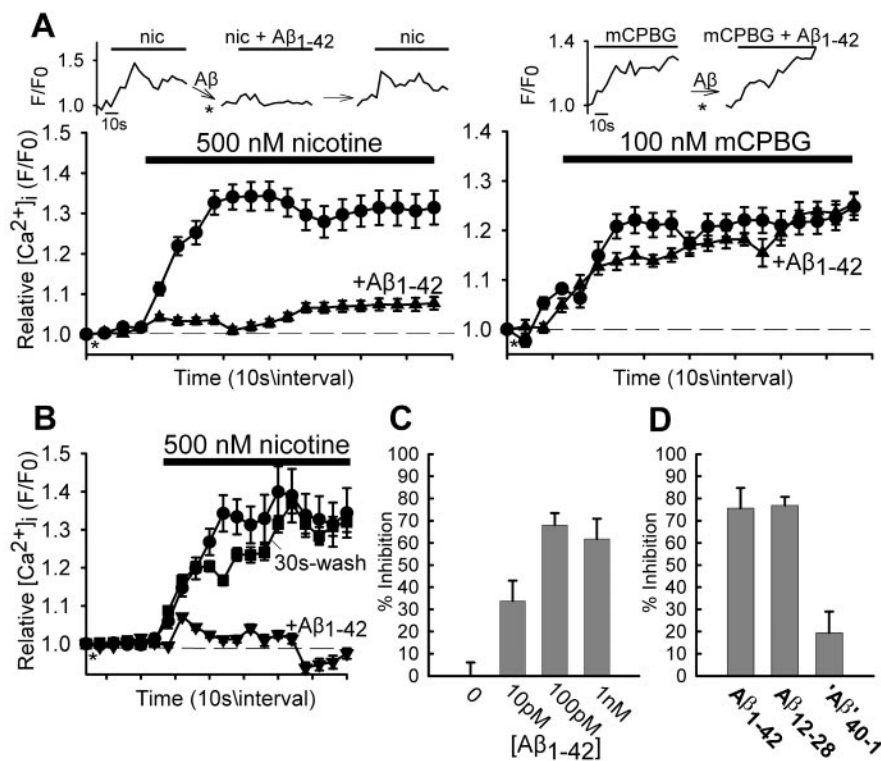 A
nic
nic + Aβ1-42
nic
1.5
1.0
F/F0
Aβ
*
10s
mCPBG
mCPBG + Aβ1-42
1.4
1.0
F/F0
Aβ
*
10s
500 nM nicotine
1.5
1.4
1.3
1.2
1.1
1.0
Relative [Ca2+]i (F/F0)
+Aβ1-42
*
Time (10s\interval)
100 nM mCPBG
1.4
1.3
1.2
1.1
1.0
+Aβ1-42
*
Time (10s\interval)
B
500 nM nicotine
1.5
1.4
1.3
1.2
1.1
1.0
Relative [Ca2+]i (F/F0)
30s-wash
+Aβ1-42
*
Time (10s\interval)
C
100
90
80
70
60
50
40
30
20
10
0
% Inhibition
0
10pM
100pM
1nM
[Aβ1-42]
D
100
90
80
70
60
50
40
30
20
10
0
% Inhibition
Aβ1-42
Aβ12-28
'Aβ'40-1